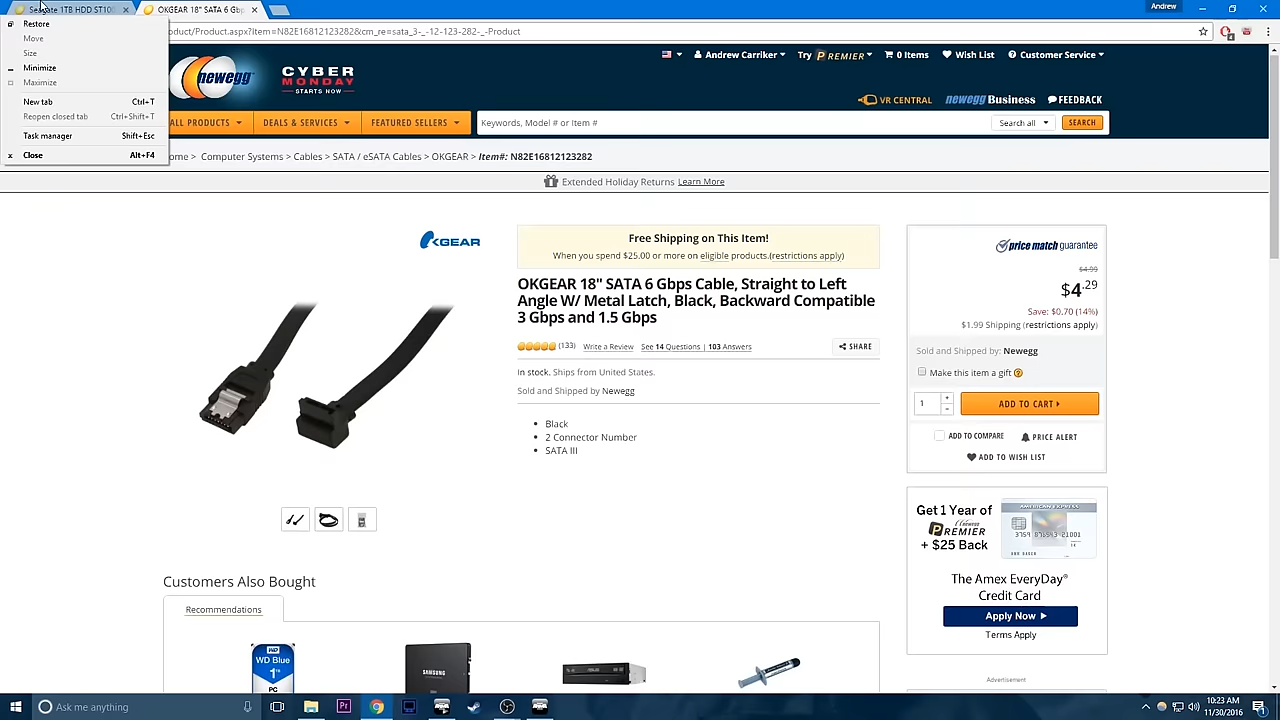 Seagate 1TB HDD ST10
OKGEAR 18" SATA 6 Gbp
Andrew
Restore
Move
Size
Minimize
Maximize
New tab Ctrl+T
Reopen closed tab Ctrl+Shift+T
Task manager Shift+Esc
x Close Alt+F4
oduct/Product.aspx?Item=N82E16812123282&cm_re=sata_3-_-12-123-282-_-Product
newegg
CYBER
MONDAY
STARTS NOW
Andrew Carriker
Try PREMIER
0 Items
Wish List
Customer Service
VR CENTRAL
newegg Business
FEEDBACK
ALL PRODUCTS
DEALS & SERVICES
FEATURED SELLERS
Keywords, Model # or Item #
Search all
SEARCH
ome > Computer Systems > Cables > SATA / eSATA Cables > OKGEAR > Item#: N82E16812123282
Extended Holiday Returns Learn More
OKGEAR
Free Shipping on This Item!
When you spend $25.00 or more on eligible products.(restrictions apply)
OKGEAR 18" SATA 6 Gbps Cable, Straight to Left
Angle W/ Metal Latch, Black, Backward Compatible
3 Gbps and 1.5 Gbps
(133) Write a Review See 14 Questions | 103 Answers
SHARE
In stock. Ships from United States.
Sold and Shipped by Newegg
• Black
• 2 Connector Number
• SATA III
price match guarantee
$4.99
$4.29
Save: $0.70 (14%)
$1.99 Shipping (restrictions apply)
Sold and Shipped by: Newegg
Make this item a gift ?
1 + -
ADD TO CART
ADD TO COMPARE
PRICE ALERT
ADD TO WISH LIST
Get 1 Year of
newegg
PREMIER
+ $25 Back
AMERICAN EXPRESS
The Amex EveryDay®
Credit Card
Apply Now
Terms Apply
Advertisement
Customers Also Bought
Recommendations
WD Blue
1TB
PC
SAMSUNG
Ask me anything
10:23 AM
11/30/2016